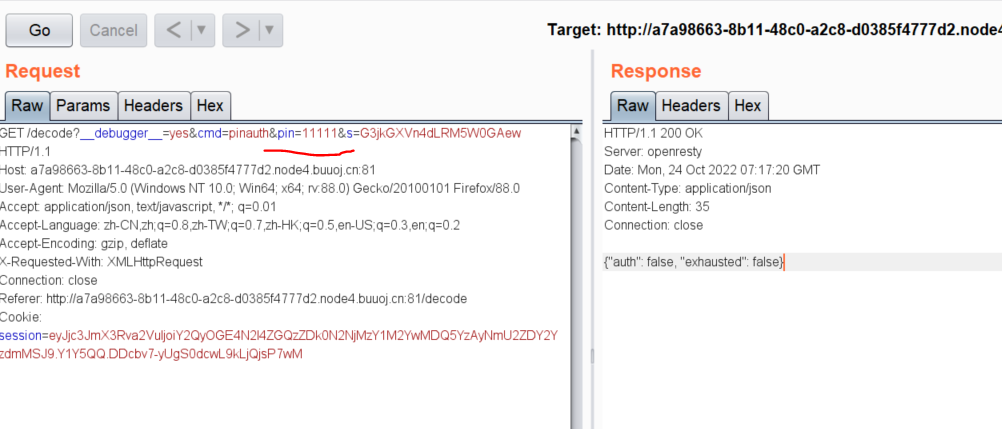 Go Cancel < ▼ > ▼ Target: http://a7a98663-8b11-48c0-a2c8-d0385f4777d2.node4
Request
Raw Params Headers Hex
GET /decode?__debugger__=yes&cmd=pinauth&pin=11111&s=G3jkGXVn4dLRM5W0GAew
HTTP/1.1
Host: a7a98663-8b11-48c0-a2c8-d0385f4777d2.node4.buuoj.cn:81
User-Agent: Mozilla/5.0 (Windows NT 10.0; Win64; x64; rv:88.0) Gecko/20100101 Firefox/88.0
Accept: application/json, text/javascript, */*; q=0.01
Accept-Language: zh-CN,zh;q=0.8,zh-TW;q=0.7,zh-HK;q=0.5,en-US;q=0.3,en;q=0.2
Accept-Encoding: gzip, deflate
X-Requested-With: XMLHttpRequest
Connection: close
Referer: http://a7a98663-8b11-48c0-a2c8-d0385f4777d2.node4.buuoj.cn:81/decode
Cookie:
session=eyJjc3JmX3Rva2VuIjoiY2QyOGE4N2I4ZGQzZDk0N2NjMzY1M2YwMDQ5YzAyNmU2ZDY2Y
zdmMSJ9.Y1Y5QQ.DDcbv7-yUgS0dcwL9kLjQjsP7wM
Response
Raw Headers Hex
HTTP/1.1 200 OK
Server: openresty
Date: Mon, 24 Oct 2022 07:17:20 GMT
Content-Type: application/json
Content-Length: 35
Connection: close
{"auth": false, "exhausted": false}